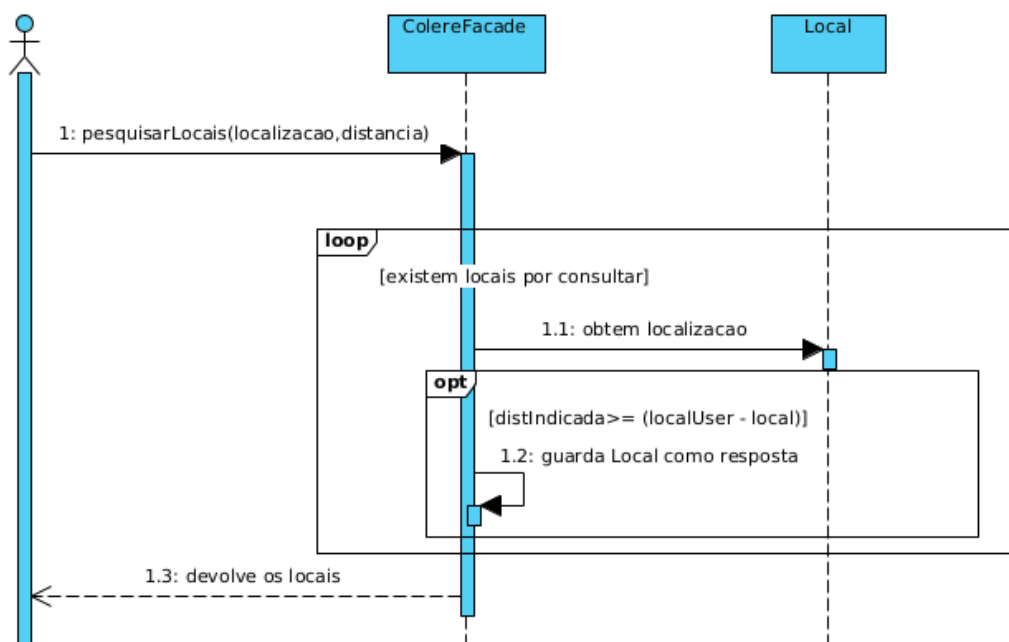 ColereFacade
Local
1: pesquisarLocais(localizacao,distancia)
loop
[existem locais por consultar]
1.1: obtem localizacao
opt
[distIndicada>= (localUser - local)]
1.2: guarda Local como resposta
1.3: devolve os locais